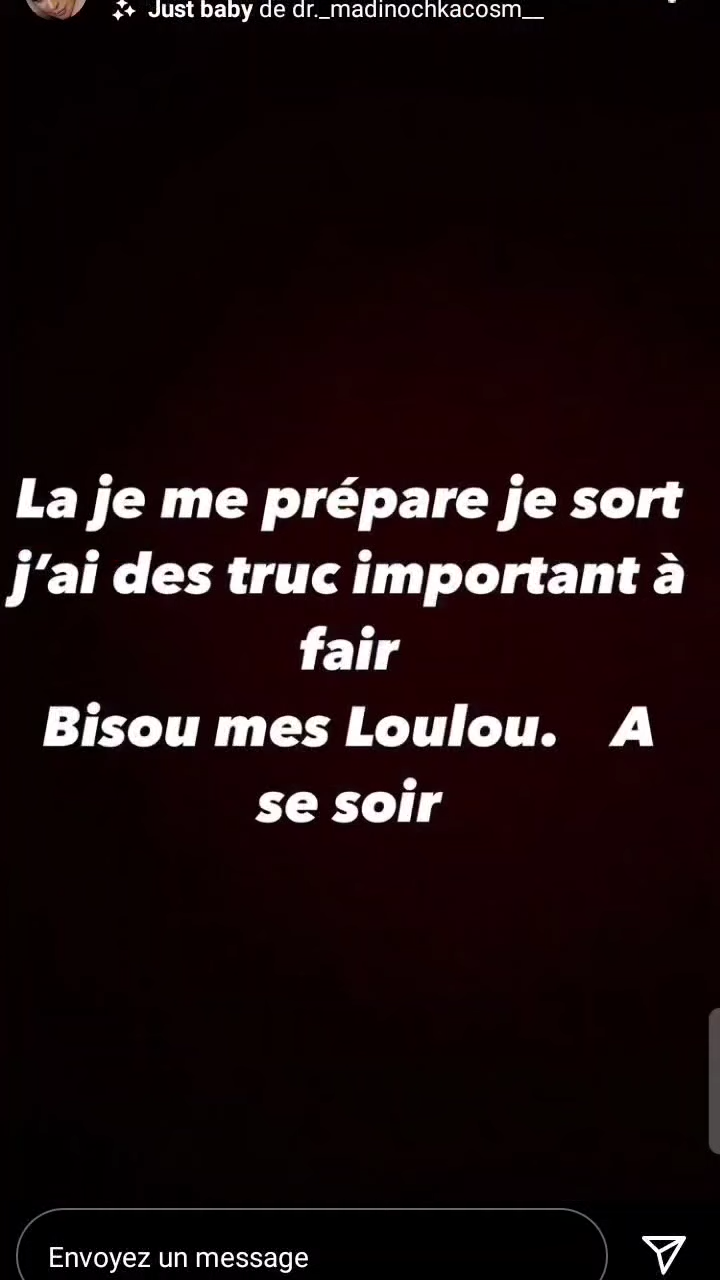 Just baby de dr._madinochkacosm__
La je me prépare je sort
j'ai des truc important à
fair
Bisou mes Loulou. A
se soir
Envoyez un message